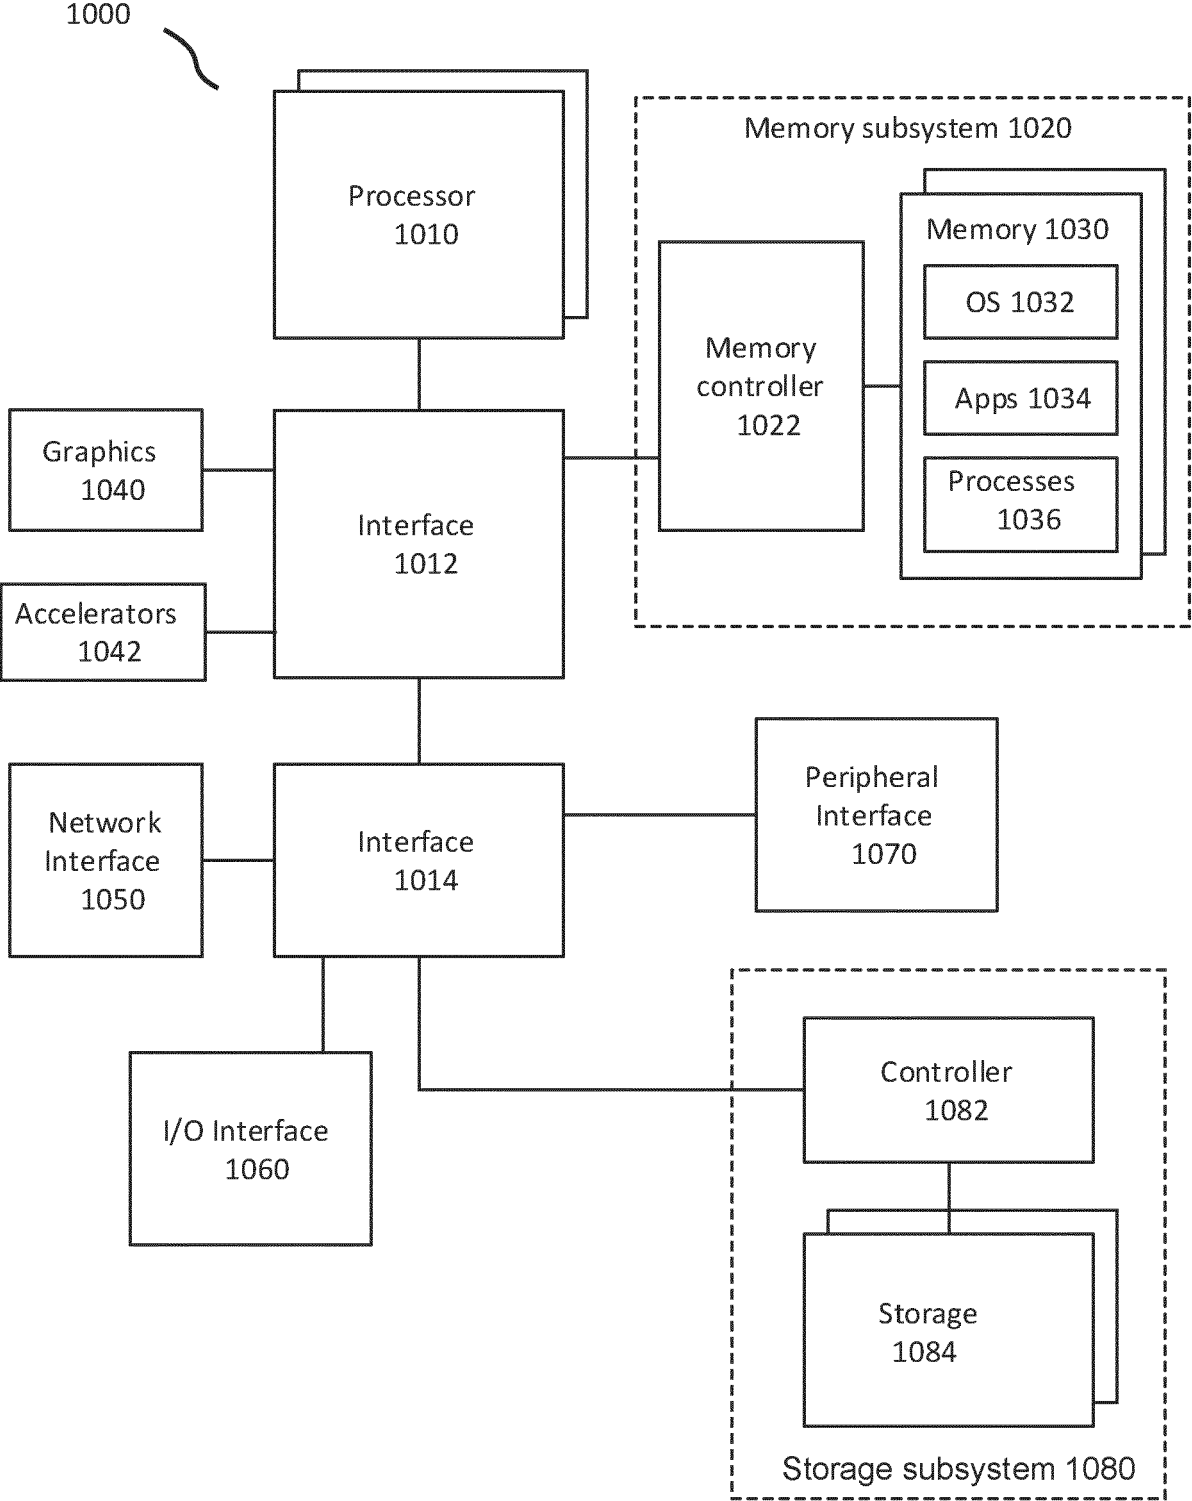 1000
Processor
1010
Memory subsystem 1020
Memory 1030
OS 1032
Memory
controller
1022
Apps 1034
Processes
1036
Graphics
1040
Interface
1012
Accelerators
1042
Peripheral
Interface
1070
Network
Interface
1050
Interface
1014
Controller
1082
I/O Interface
1060
Storage
1084
Storage subsystem 1080